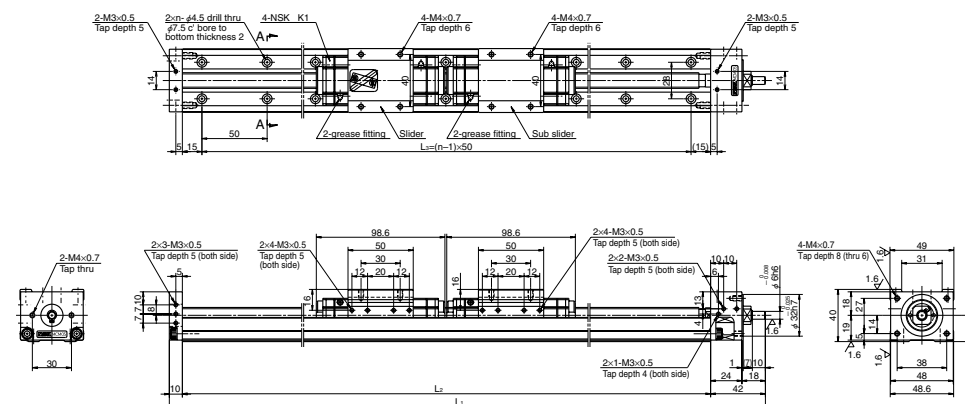 2-M3×0.5
Tap depth 5
2×n- ϕ4.5 drill thru
ϕ7.5 c' bore to
bottom thickness 2
A
4-NSK K1
4-M4×0.7
Tap depth 6
4-M4×0.7
Tap depth 6
2-M3×0.5
Tap depth 5
14
40
40
28
14
A
2-grease fitting
Slider
2-grease fitting
Sub slider
50
5
15
L₃=(n–1)×50
(15)
5
98.6
98.6
2×3-M3×0.5
Tap depth 5
(both side)
2×4-M3×0.5
Tap depth 5
(both side)
50
50
2×4-M3×0.5
Tap depth 5 (both side)
2×2-M3×0.5
Tap depth 5 (both side)
4-M4×0.7
Tap depth 8 (thru 6)
49
2-M4×0.7
Tap thru
30
30
10
10
6
31
5
12
20
12
12
20
12
16
16
ϕ 6h6
ϕ 32h7
1.6
1.6
7
7
10
8
13
4
1.6
40
18
27
19
14
5
1.6
1.6
30
2×1-M3×0.5
Tap depth 4 (both side)
1
(7)
10
24
18
38
10
L₂
42
48
L₁
48.6